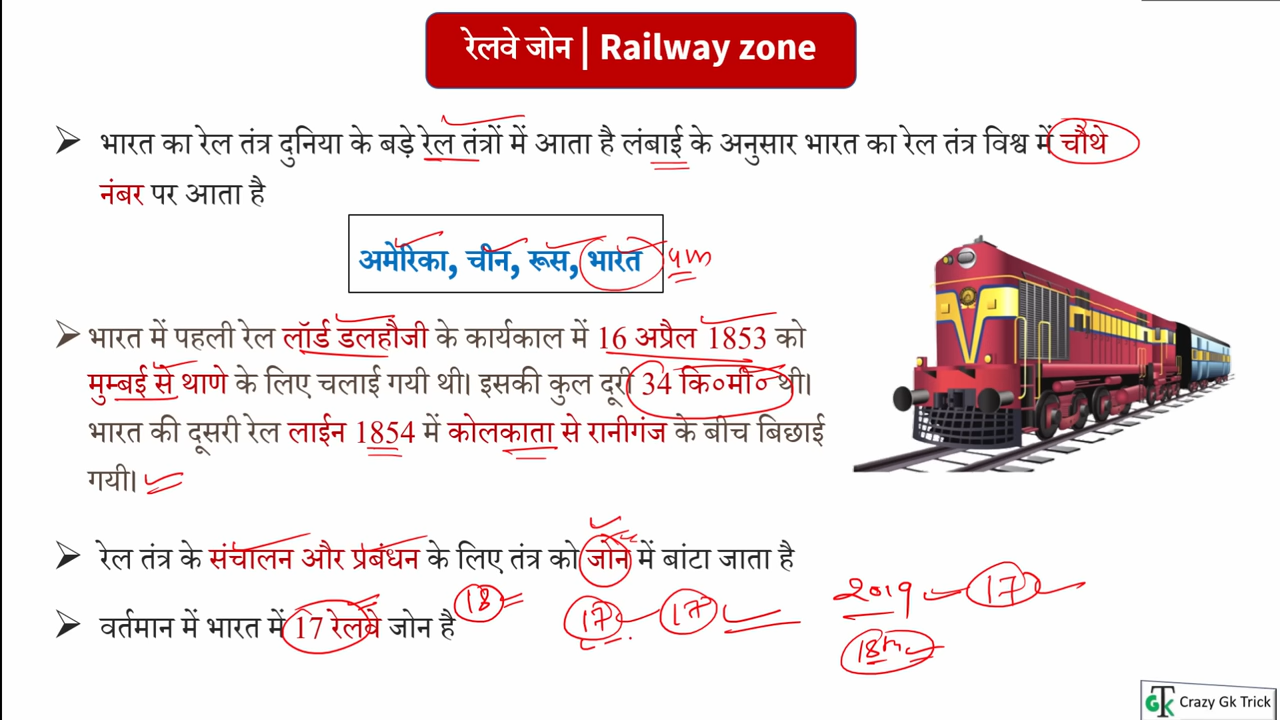 रेलवे जोन | Railway zone
भारत का रेल तंत्र दुनिया के बड़े रेल तंत्रों में आता है लंबाई के अनुसार भारत का रेल तंत्र विश्व में चौथे
नंबर पर आता है
अमेरिका, चीन, रूस, भारत
भारत में पहली रेल लॉर्ड डलहौजी के कार्यकाल में 16 अप्रैल 1853 को
मुम्बई से थाणे के लिए चलाई गयी थी। इसकी कुल दूरी 34 कि०मी० थी।
भारत की दूसरी रेल लाईन 1854 में कोलकाता से रानीगंज के बीच बिछाई
गयी।
रेल तंत्र के संचालन और प्रबंधन के लिए तंत्र को जोन में बांटा जाता है
2019 17
वर्तमान में भारत में 17 रेलवे जोन है 18 17 17
18th
GTK Crazy Gk Trick